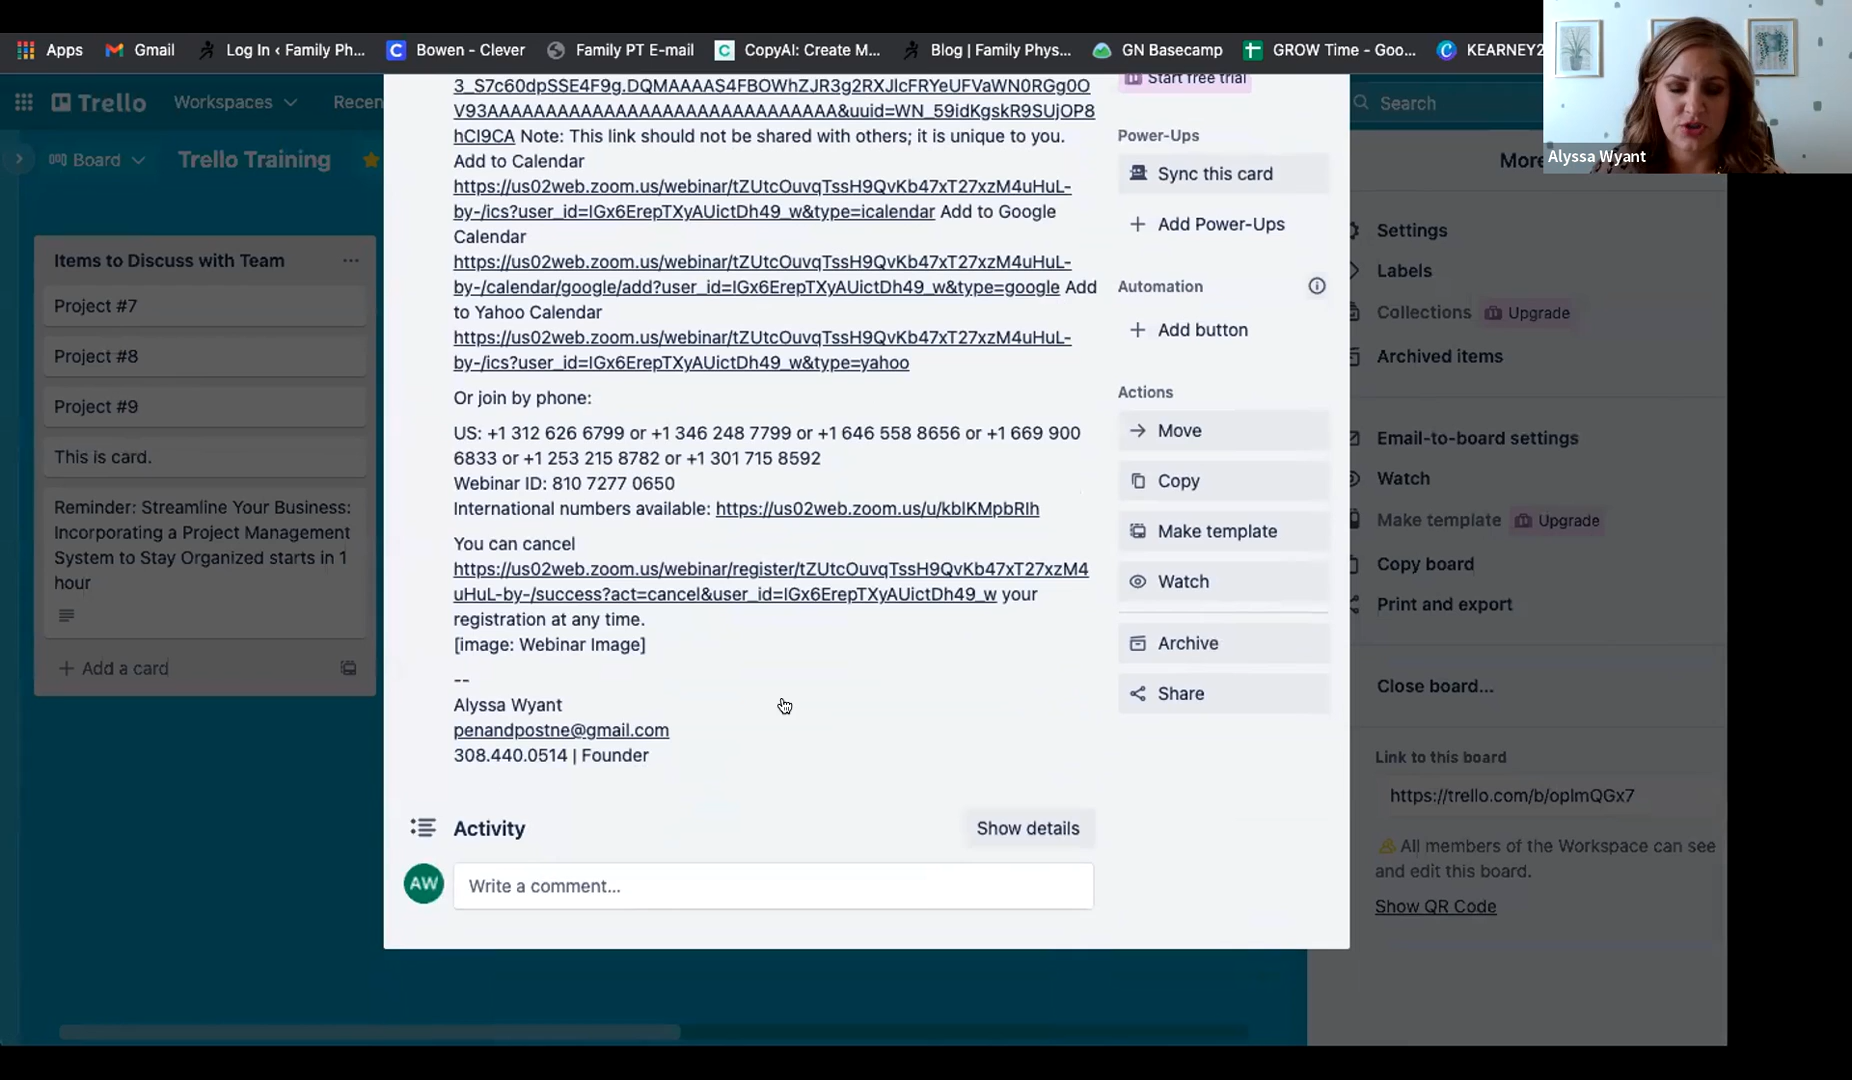 Apps
Gmail
Log In ‹ Family Ph...
Bowen - Clever
Family PT E-mail
CopyAI: Create M...
Blog | Family Phys...
GN Basecamp
GROW Time - Goo...
KEARNEY2
Alyssa Wyant
Trello
Workspaces
Recen
Search
Board
Trello Training
Items to Discuss with Team
Project #7
Project #8
Project #9
This is card.
Reminder: Streamline Your Business:
Incorporating a Project Management
System to Stay Organized starts in 1
hour
+ Add a card
3_S7c60dpSSE4F9g.DQMAAAAS4FBOWhZJR3g2RXJlcFRYeUFVaWN0RGg0O
V93AAAAAAAAAAAAAAAAAAAAAAAAAAAAAA&uuid=WN_59idKgskR9SUjOP8
hCI9CA Note: This link should not be shared with others; it is unique to you.
Add to Calendar
https://us02web.zoom.us/webinar/tZUtcOuvqTssH9QvKb47xT27xzM4uHuL-
by-/ics?user_id=lGx6ErepTXyAUictDh49_w&type=icalendar Add to Google
Calendar
https://us02web.zoom.us/webinar/tZUtcOuvqTssH9QvKb47xT27xzM4uHuL-
by-/calendar/google/add?user_id=lGx6ErepTXyAUictDh49_w&type=google Add
to Yahoo Calendar
https://us02web.zoom.us/webinar/tZUtcOuvqTssH9QvKb47xT27xzM4uHuL-
by-/ics?user_id=lGx6ErepTXyAUictDh49_w&type=yahoo
Or join by phone:
US: +1 312 626 6799 or +1 346 248 7799 or +1 646 558 8656 or +1 669 900
6833 or +1 253 215 8782 or +1 301 715 8592
Webinar ID: 810 7277 0650
International numbers available: https://us02web.zoom.us/u/kblKMpbRIh
You can cancel
https://us02web.zoom.us/webinar/register/tZUtcOuvqTssH9QvKb47xT27xzM4
uHuL-by-/success?act=cancel&user_id=lGx6ErepTXyAUictDh49_w your
registration at any time.
[image: Webinar Image]
--
Alyssa Wyant
penandpostne@gmail.com
308.440.0514 | Founder
Activity
Show details
AW
Write a comment...
Start free trial
Power-Ups
Sync this card
+ Add Power-Ups
Automation
+ Add button
Actions
Move
Copy
Make template
Watch
Archive
Share
More
Settings
Labels
Collections
Upgrade
Archived items
Email-to-board settings
Watch
Make template
Upgrade
Copy board
Print and export
Close board...
Link to this board
https://trello.com/b/oplmQGx7
All members of the Workspace can see
and edit this board.
Show QR Code